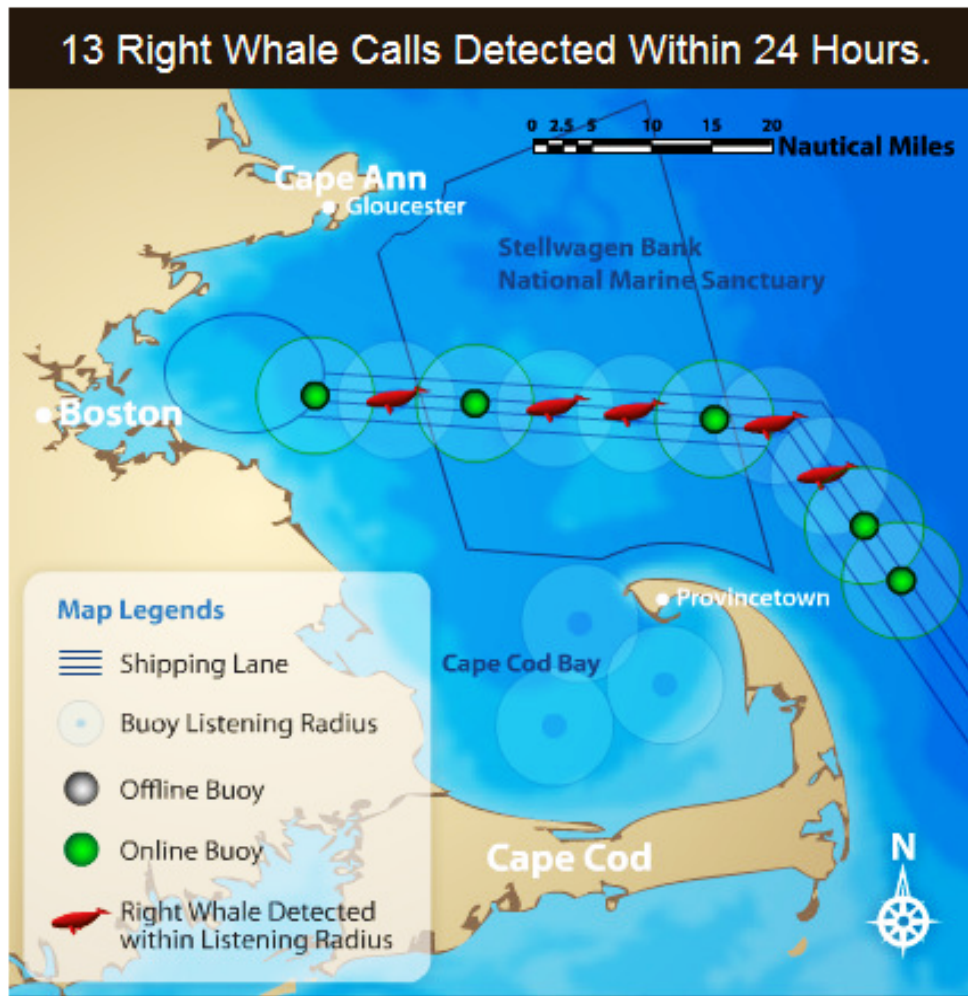 13 Right Whale Calls Detected Within 24 Hours.
0 2.5 5 10 15 20
Nautical Miles
Cape Ann
Gloucester
Stellwagen Bank
National Marine Sanctuary
Boston
Provincetown
Cape Cod Bay
Cape Cod
N
Map Legends
Shipping Lane
Buoy Listening Radius
Offline Buoy
Online Buoy
Right Whale Detected
within Listening Radius